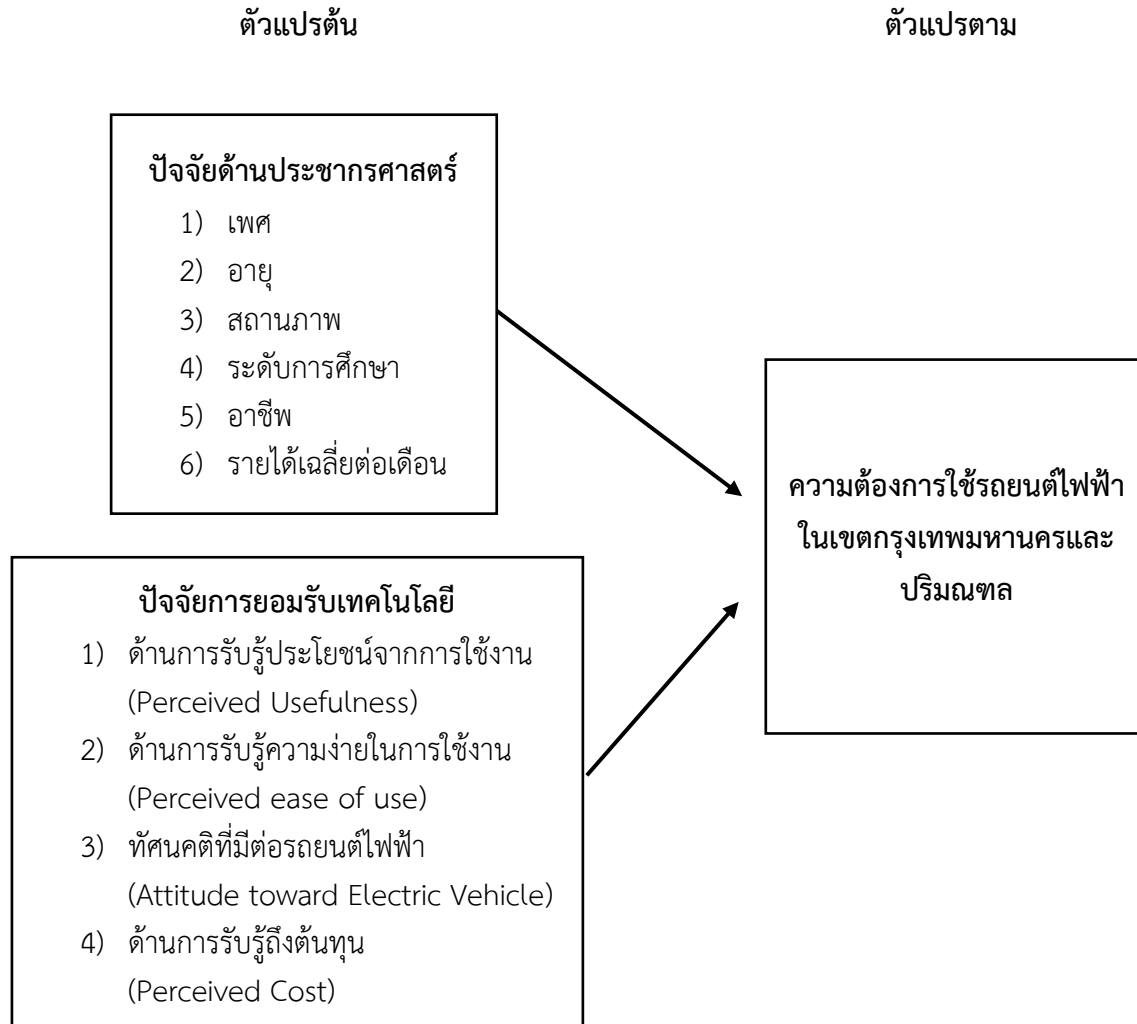 ตัวแปรต้น
ตัวแปรตาม
ปัจจัยด้านประชากรศาสตร์
1) เพศ
2) อายุ
3) สถานภาพ
4) ระดับการศึกษา
5) อาชีพ
6) รายได้เฉลี่ยต่อเดือน
ปัจจัยการยอมรับเทคโนโลยี
1) ด้านการรับรู้ประโยชน์จากการใช้งาน
(Perceived Usefulness)
2) ด้านการรับรู้ความง่ายในการใช้งาน
(Perceived ease of use)
3) ทัศนคติที่มีต่อรถยนต์ไฟฟ้า
(Attitude toward Electric Vehicle)
4) ด้านการรับรู้ถึงต้นทุน
(Perceived Cost)
ความต้องการใช้รถยนต์ไฟฟ้า
ในเขตกรุงเทพมหานครและ
ปริมณฑล